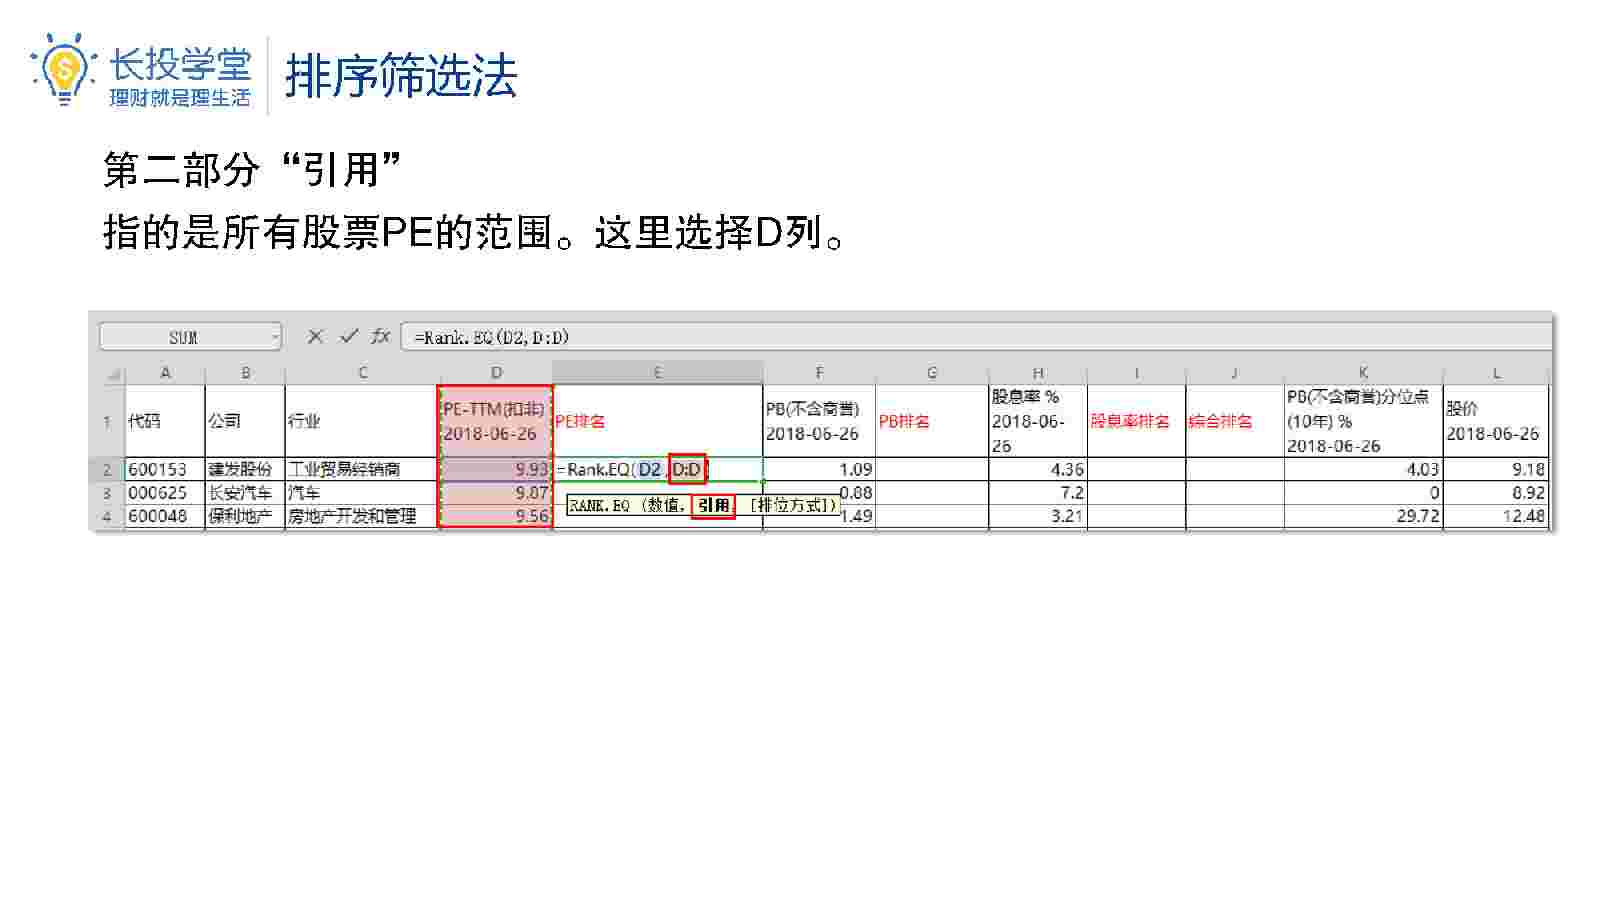 长投学堂
理财就是理生活
排序筛选法
第二部分“引用”
指的是所有股票PE的范围。这里选择D列。
SUM =Rank.EQ(D2,D:D)
A B C D E F G H I J K L
1 代码 公司 行业 PE-TTM(扣非) 2018-06-26 PE排名 PB(不含商誉) 2018-06-26 PB排名 股息率 % 2018-06-26 股息率排名 综合排名 PB(不含商誉)分位点 (10年) % 2018-06-26 股价 2018-06-26
2 600153 建发股份 工业贸易经销商 9.93 =Rank.EQ( D2 ,D:D 1.09 4.36 4.03 9.18
3 000625 长安汽车 汽车 9.87 0.88 7.2 0 8.92
RANK.EQ (数值, 引用, [排位方式])
4 600048 保利地产 房地产开发和管理 9.56 1.49 3.21 29.72 12.48